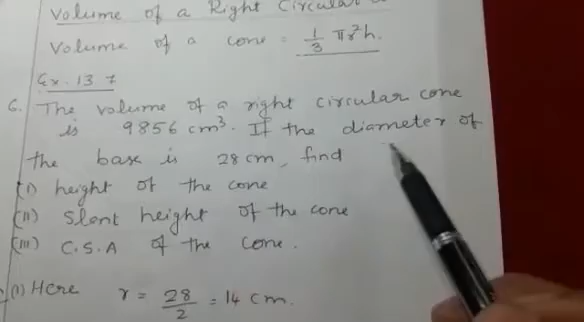 Volume of a Right Circular
Volume of a cone = 1/3 πr²h.
Ex. 13 7
6. The volume of a right circular cone
is 9856 cm³. If the diameter of
the base is 28 cm, find
(i) height of the cone
(ii) Slent height of the cone
(iii) C.S.A of the cone.
(i) Here r = 28/2 = 14 cm.